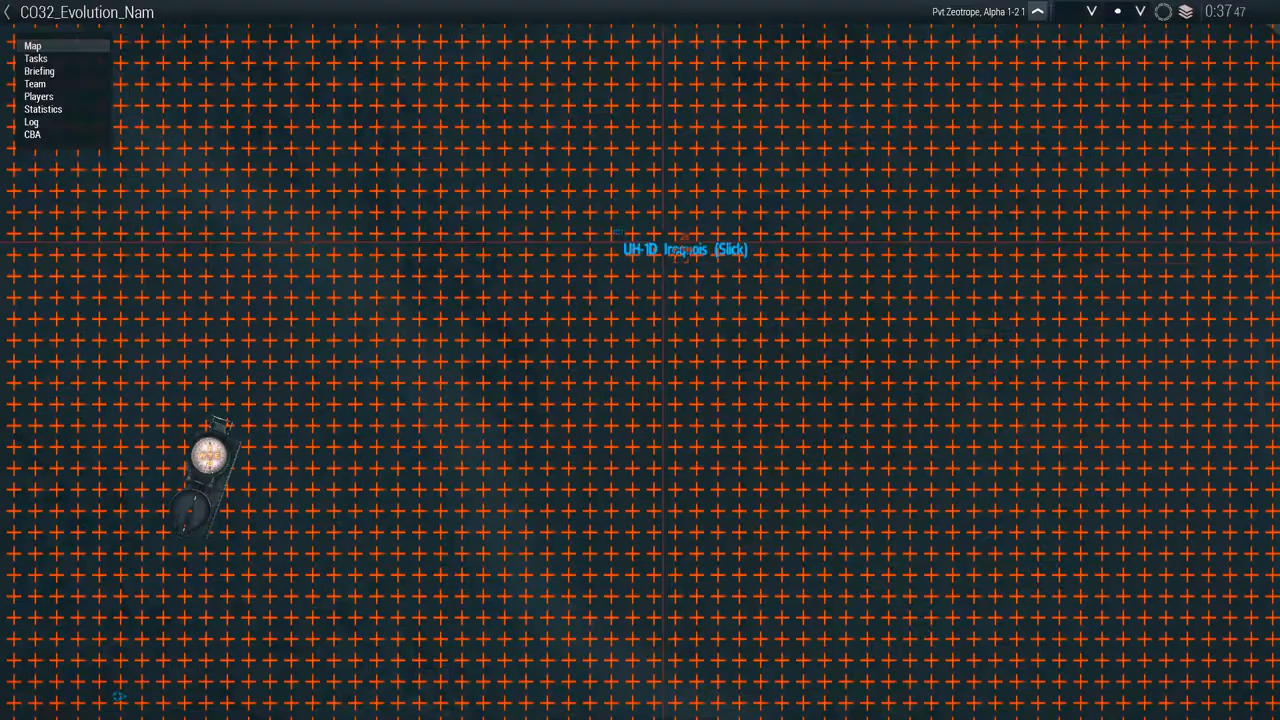 CO32_Evolution_Nam
Pvt Zeotrope, Alpha 1-2 1
0:37 47
Map
Tasks
Briefing
Team
Players
Statistics
Log
CBA
UH-1D Iroquois (Slick)